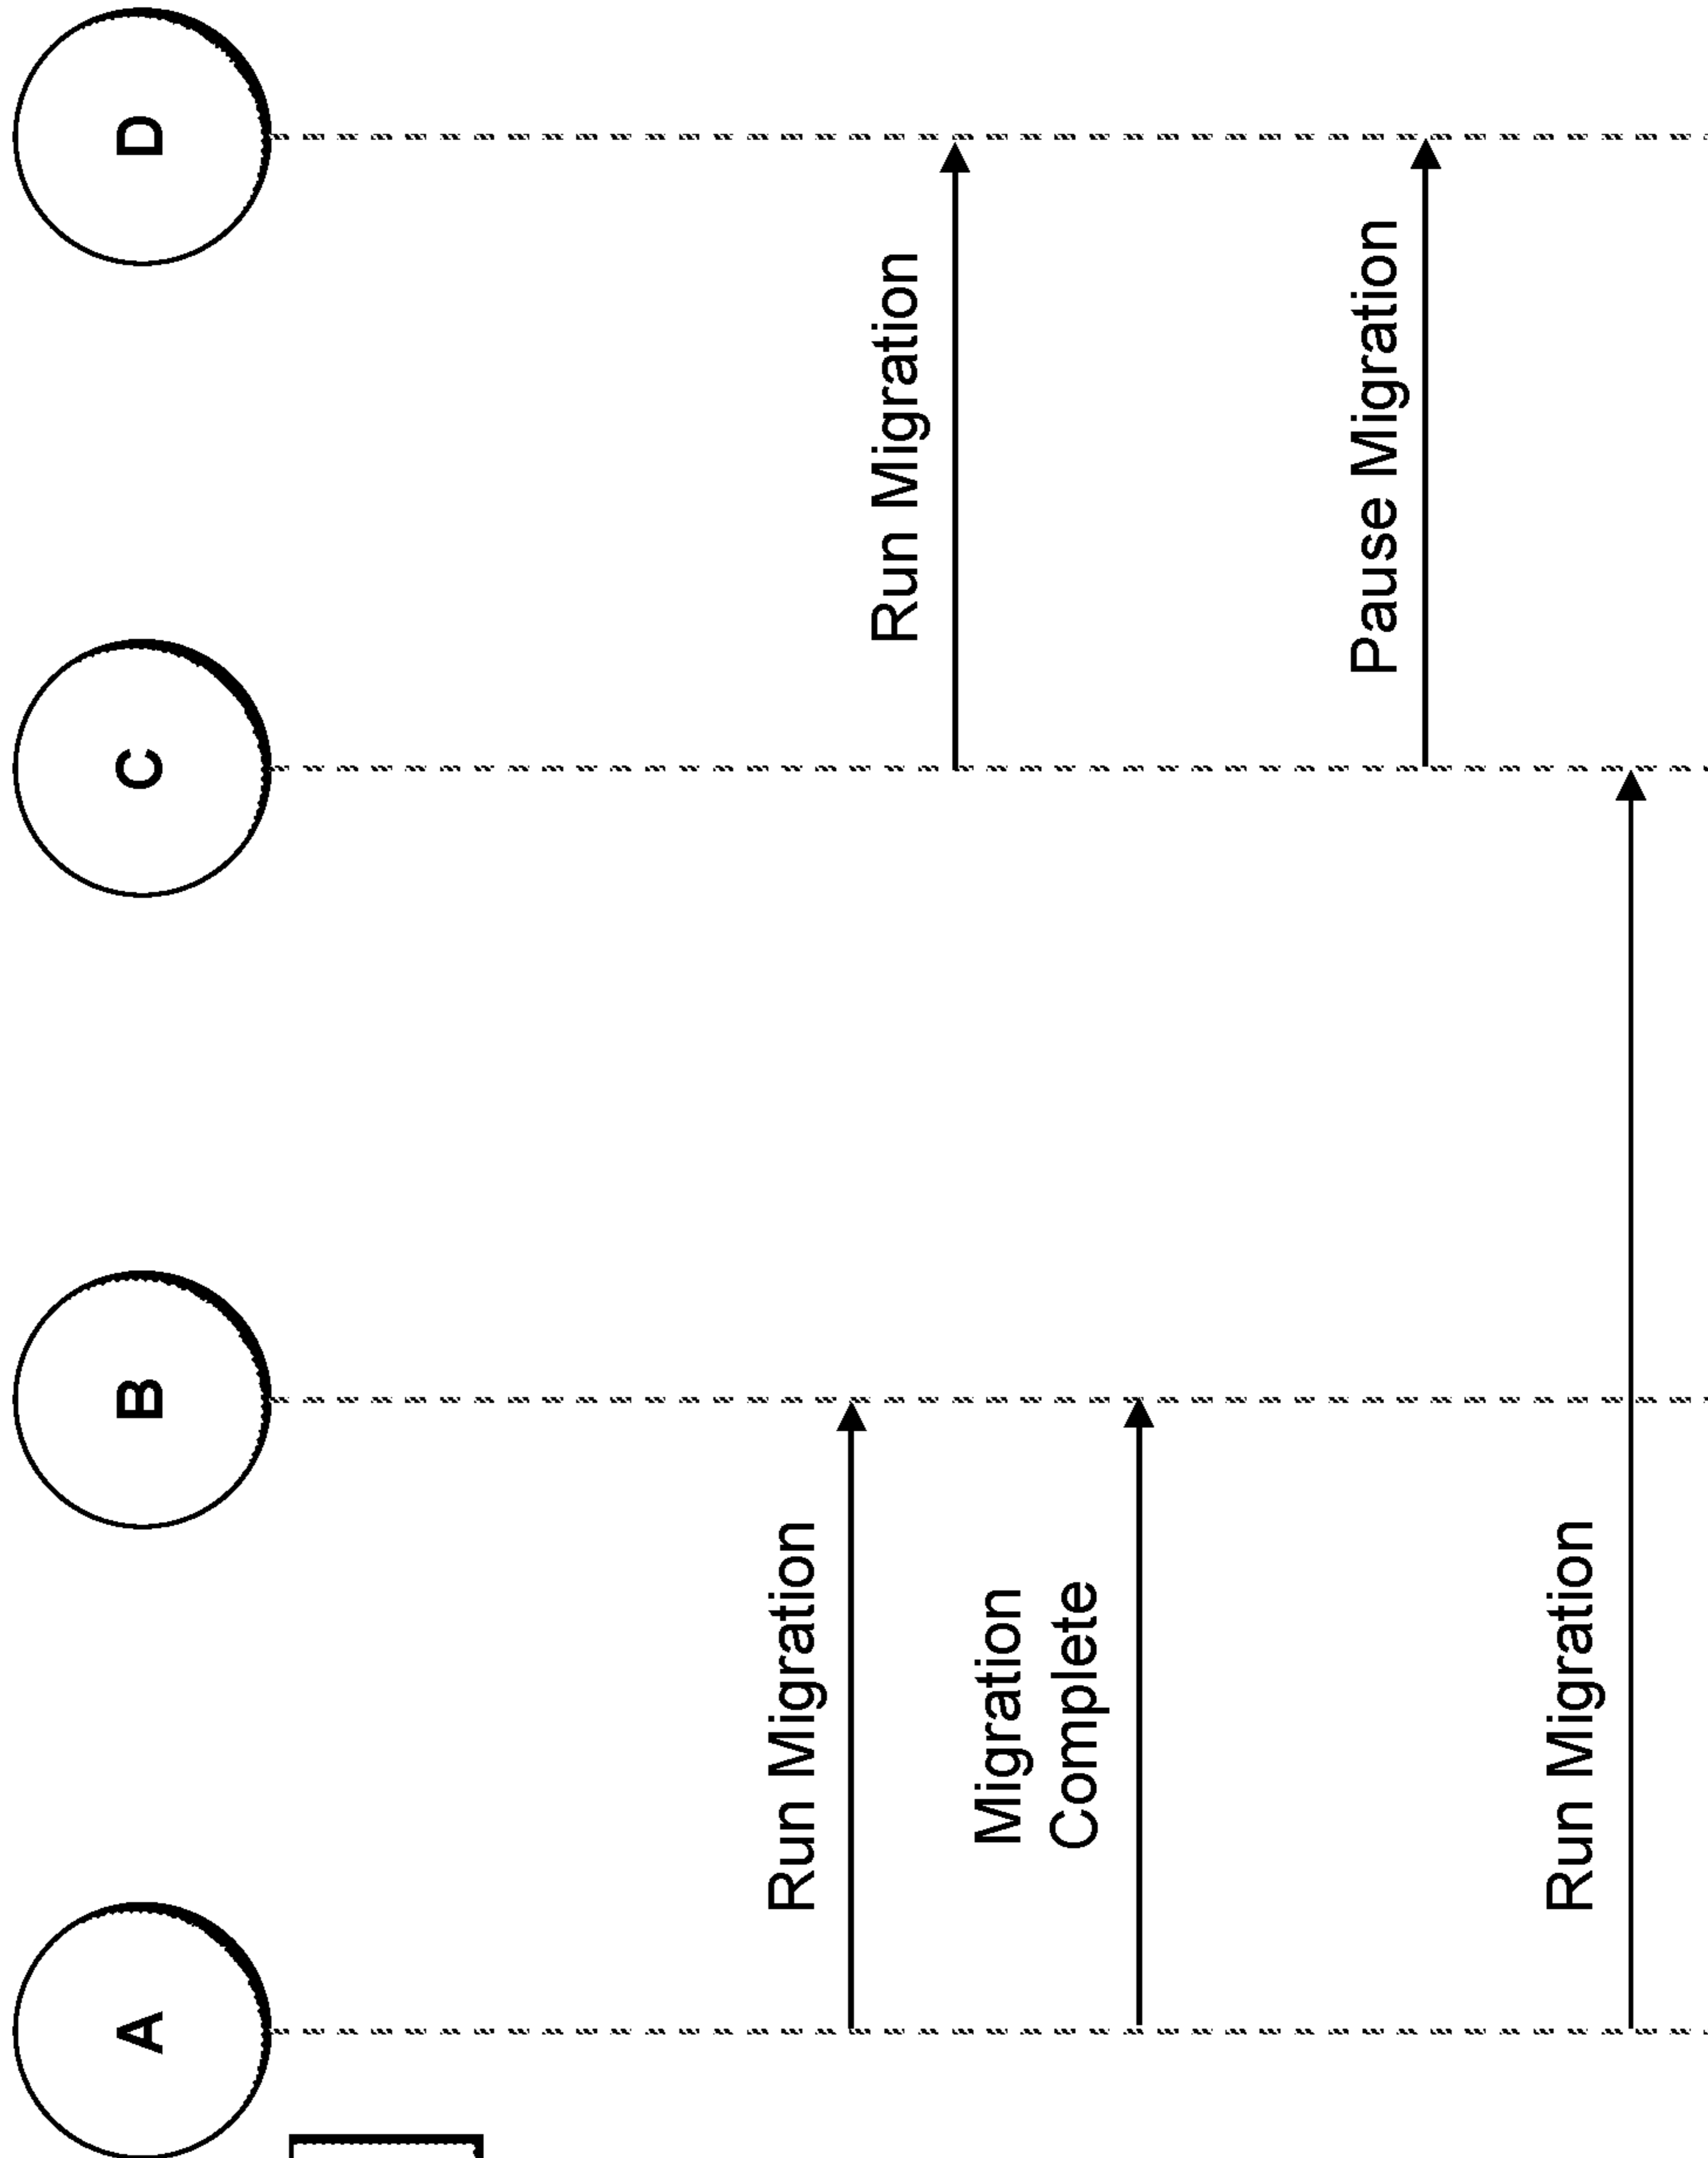 A
B
C
D
Run Migration
Run Migration
Migration
Complete
Pause Migration
Run Migration